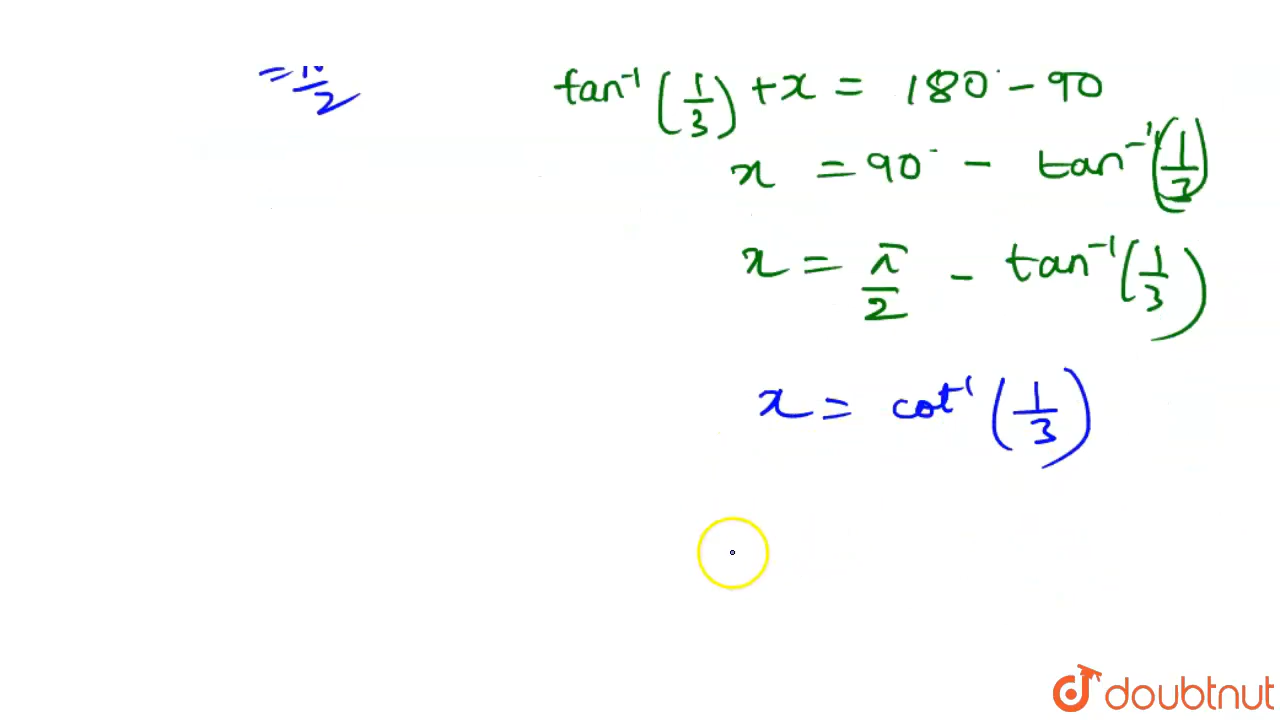 = π/2
tan⁻¹ (1/3) + x = 180° - 90
x = 90° - tan⁻¹ (1/3)
x = π/2 - tan⁻¹ (1/3)
x = cot⁻¹ (1/3)
doubtnut